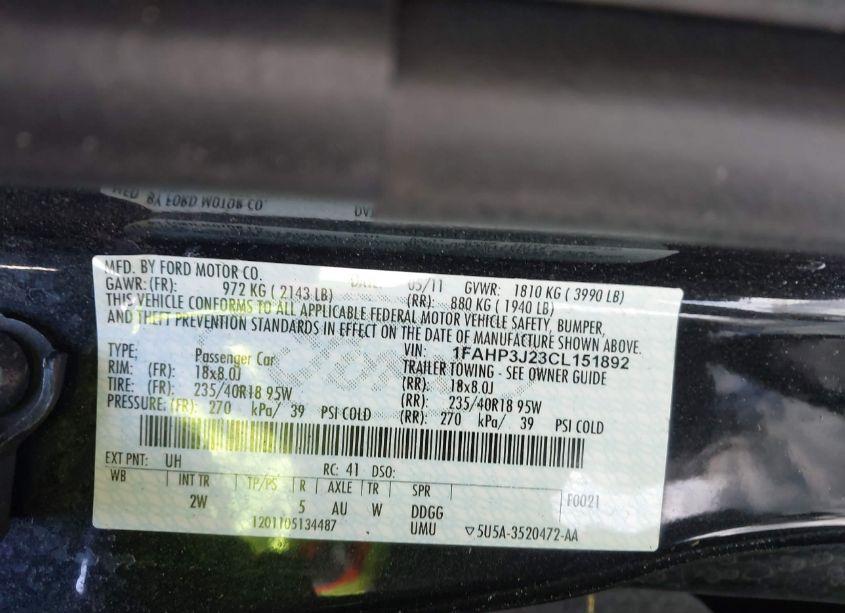 MFD. BY FORD MOTOR CO.
DATE: 05/11 GVWR: 1810 KG ( 3990 LB)
GAWR: (FR): 972 KG ( 2143 LB) (RR): 880 KG ( 1940 LB)
THIS VEHICLE CONFORMS TO ALL APPLICABLE FEDERAL MOTOR VEHICLE SAFETY, BUMPER,
AND THEFT PREVENTION STANDARDS IN EFFECT ON THE DATE OF MANUFACTURE SHOWN ABOVE.
VIN: 1FAHP3J23CL151892
TYPE: Passenger Car TRAILER TOWING - SEE OWNER GUIDE
RIM: (FR): 18x8.0J (RR): 18x8.0J
TIRE: (FR): 235/40R18 95W (RR): 235/40R18 95W
PRESSURE: (FR): 270 kPa/ 39 PSI COLD (RR): 270 kPa/ 39 PSI COLD
EXT PNT: UH RC: 41 DSO:
WB INT TR TP/PS R AXLE TR SPR F0021
2W 5 AU W DDGG
1201105134487 UMU ▽5U5A-3520472-AA